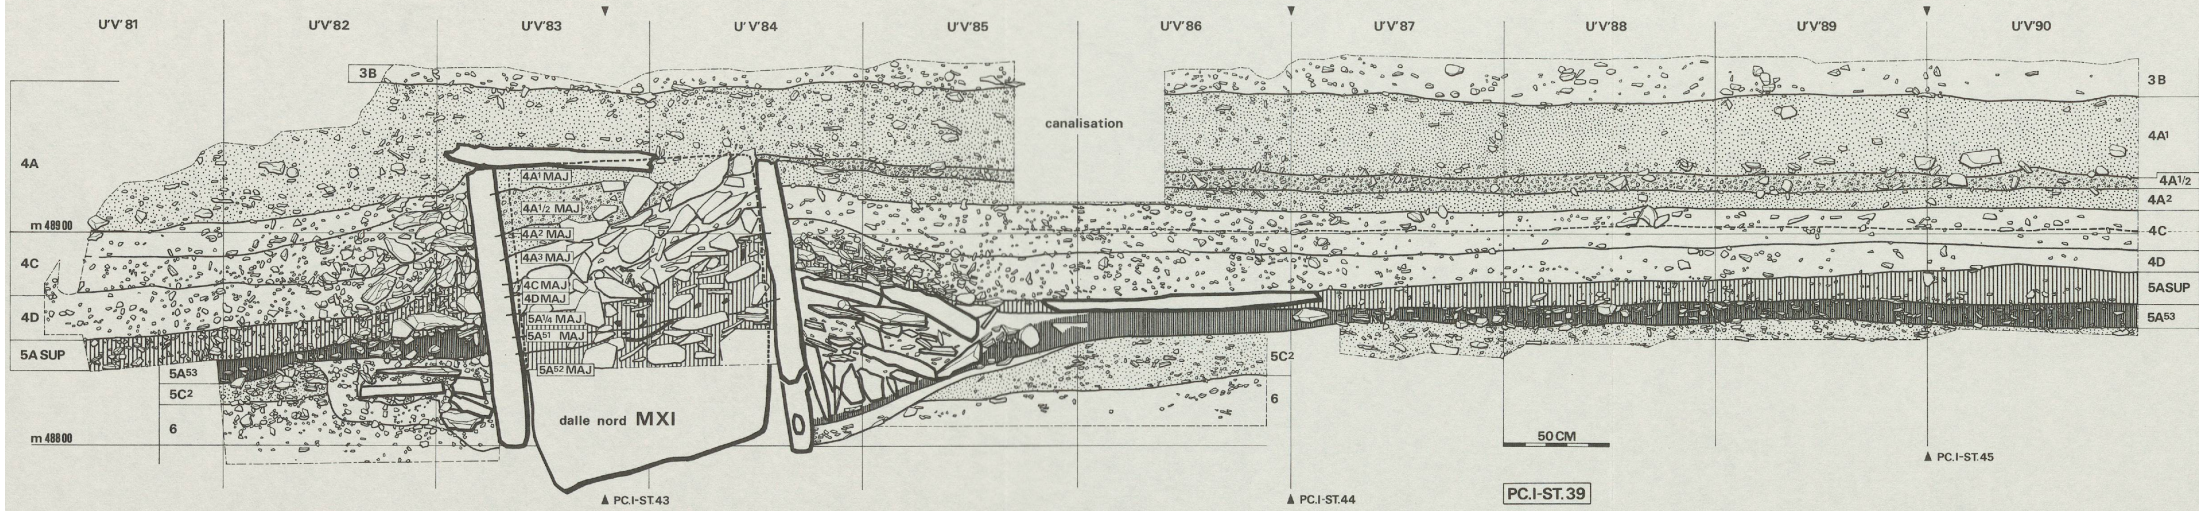 U'V'81 U'V'82 U'V'83 U'V'84 U'V'85 U'V'86 U'V'87 U'V'88 U'V'89 U'V'90
3B
3B
canalisation
4A
4A1
4A1 MAJ
4A1/2
4A1/2 MAJ
4A2
m 48900
4A2 MAJ
4C
4A3 MAJ
4C
4D
4C MAJ
5ASUP
4D MAJ
4D
5A1/4 MAJ
5A53
5A51 MAJ
5A SUP
5C2
5A53
5A52 MAJ
5C2
6
dalle nord MXI
6
m 48800
50 CM
PC.I-ST.45
PC.I-ST.43
PC.I-ST.44
PC.I-ST.39